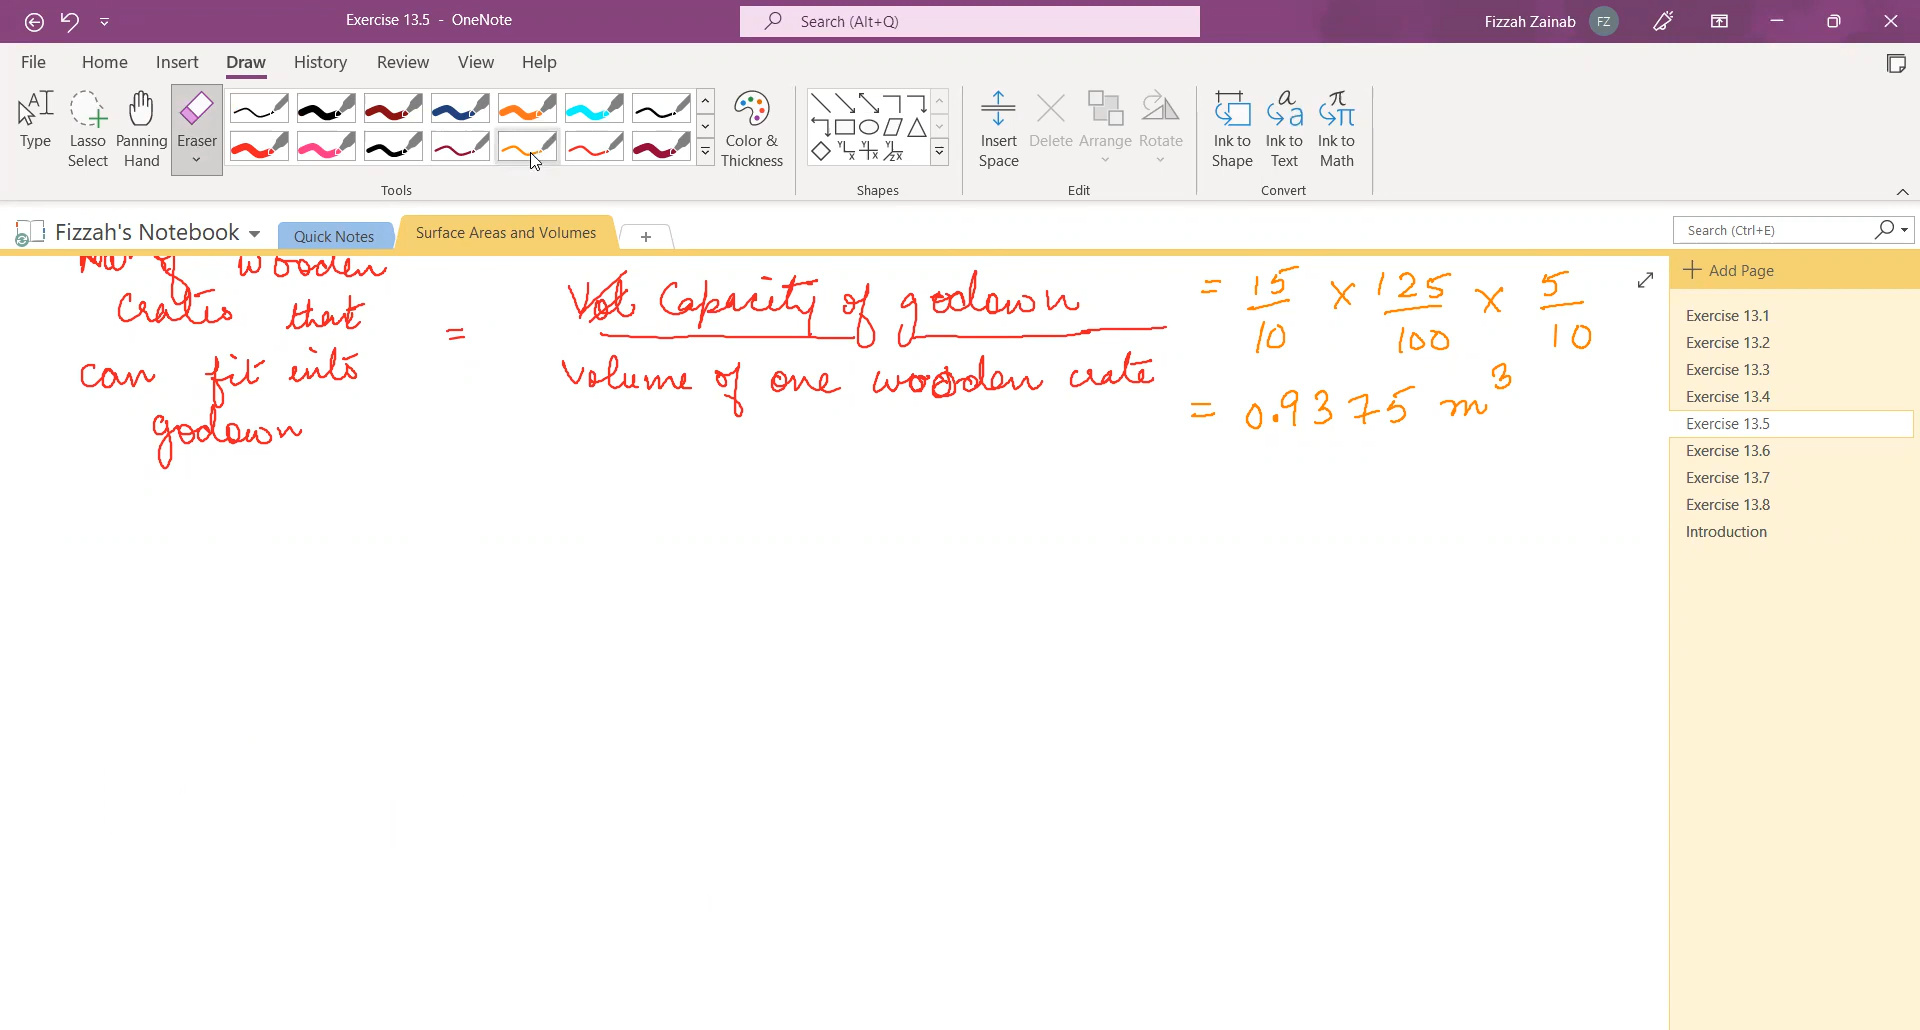 Exercise 13.5 - OneNote
Search (Alt+Q)
Fizzah Zainab FZ
File Home Insert Draw History Review View Help
Type
Lasso Select
Panning Hand
Eraser
Color & Thickness
Insert Space
Delete
Arrange
Rotate
Ink to Shape
Ink to Text
Ink to Math
Tools
Shapes
Edit
Convert
Fizzah's Notebook
Quick Notes
Surface Areas and Volumes
Search (Ctrl+E)
Add Page
Exercise 13.1
Exercise 13.2
Exercise 13.3
Exercise 13.4
Exercise 13.5
Exercise 13.6
Exercise 13.7
Exercise 13.8
Introduction
No. of wooden
crates that
can fit into
godown
=
Capacity of godown
volume of one wooden crate
= 15/10 × 125/100 × 5/10
= 0.9375 m³